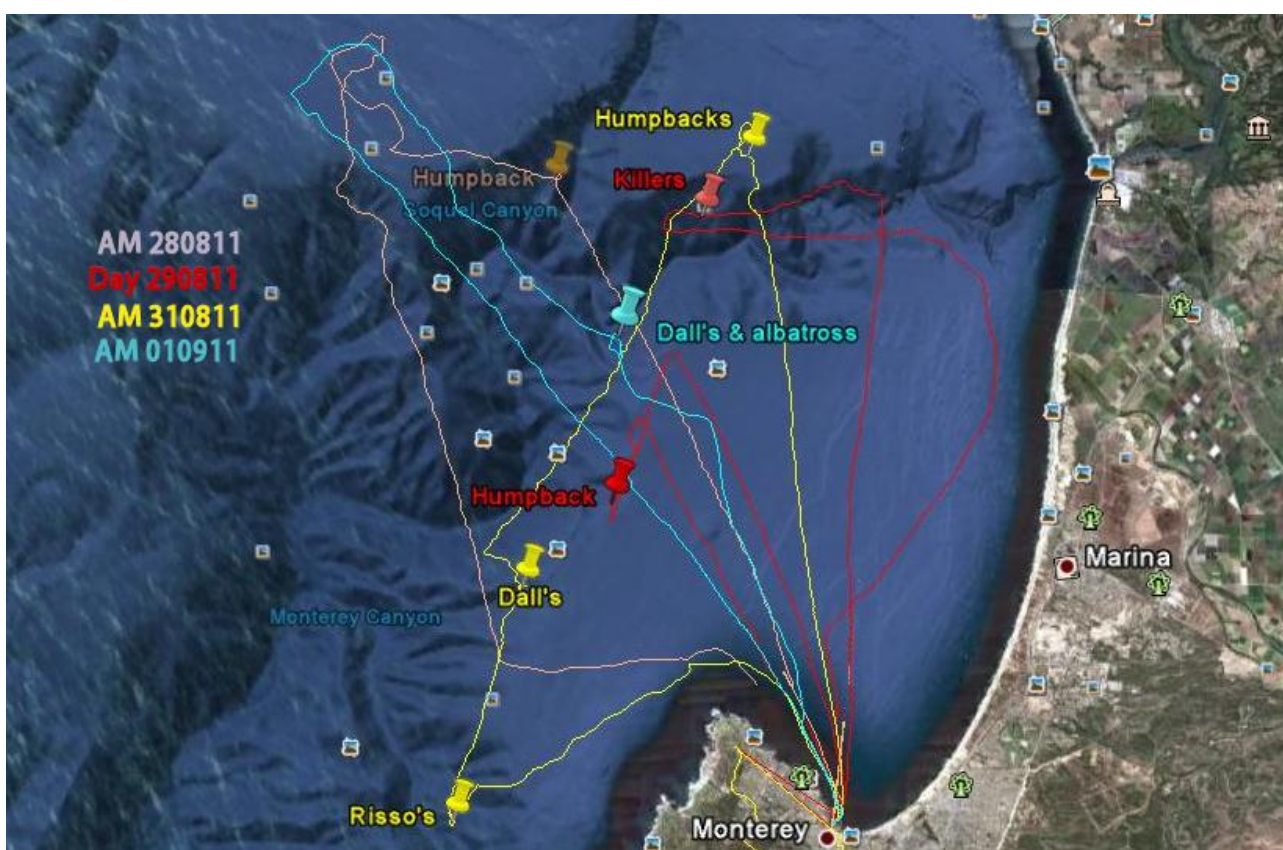 Humpbacks
Humpback
Killers
Soquel Canyon
AM 280811
Day 290811
AM 310811
AM 010911
Dall's & albatross
Humpback
Marina
Dall's
Monterey Canyon
Risso's
Monterey